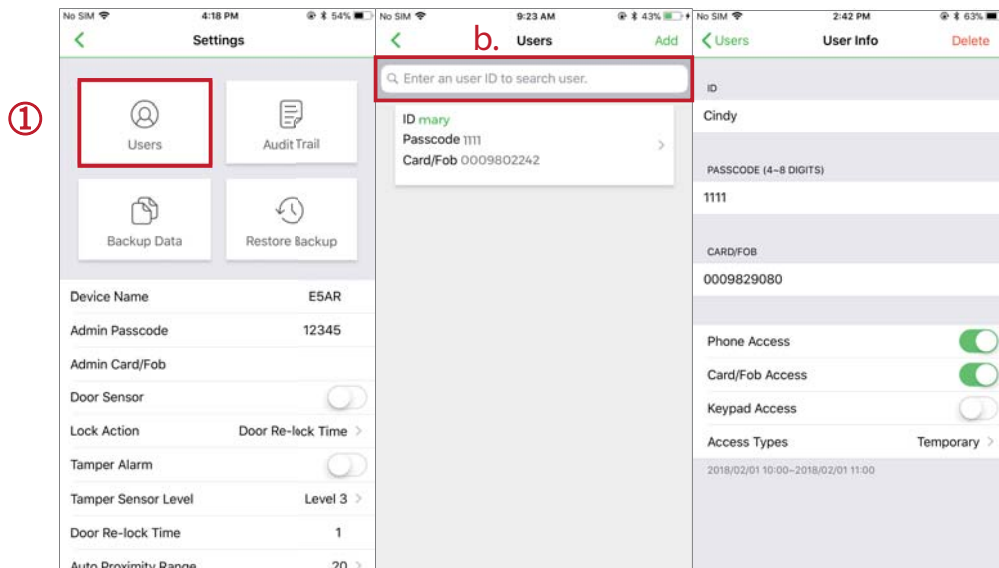 No SIM 4:18 PM 54%
Settings
①
Users
Audit Trail
Backup Data
Restore Backup
Device Name E5AR
Admin Passcode 12345
Admin Card/Fob
Door Sensor
Lock Action Door Re-lock Time >
Tamper Alarm
Tamper Sensor Level Level 3 >
Door Re-lock Time 1
Auto Proximity Range 20 >
No SIM 9:23 AM 43%
b. Users Add
Enter an user ID to search user.
ID mary
Passcode 1111
Card/Fob 0009802242
No SIM 2:42 PM 63%
Users User Info Delete
ID
Cindy
PASSCODE (4~8 DIGITS)
1111
CARD/FOB
0009829080
Phone Access
Card/Fob Access
Keypad Access
Access Types Temporary >
2018/02/01 10:00~2018/02/01 11:00